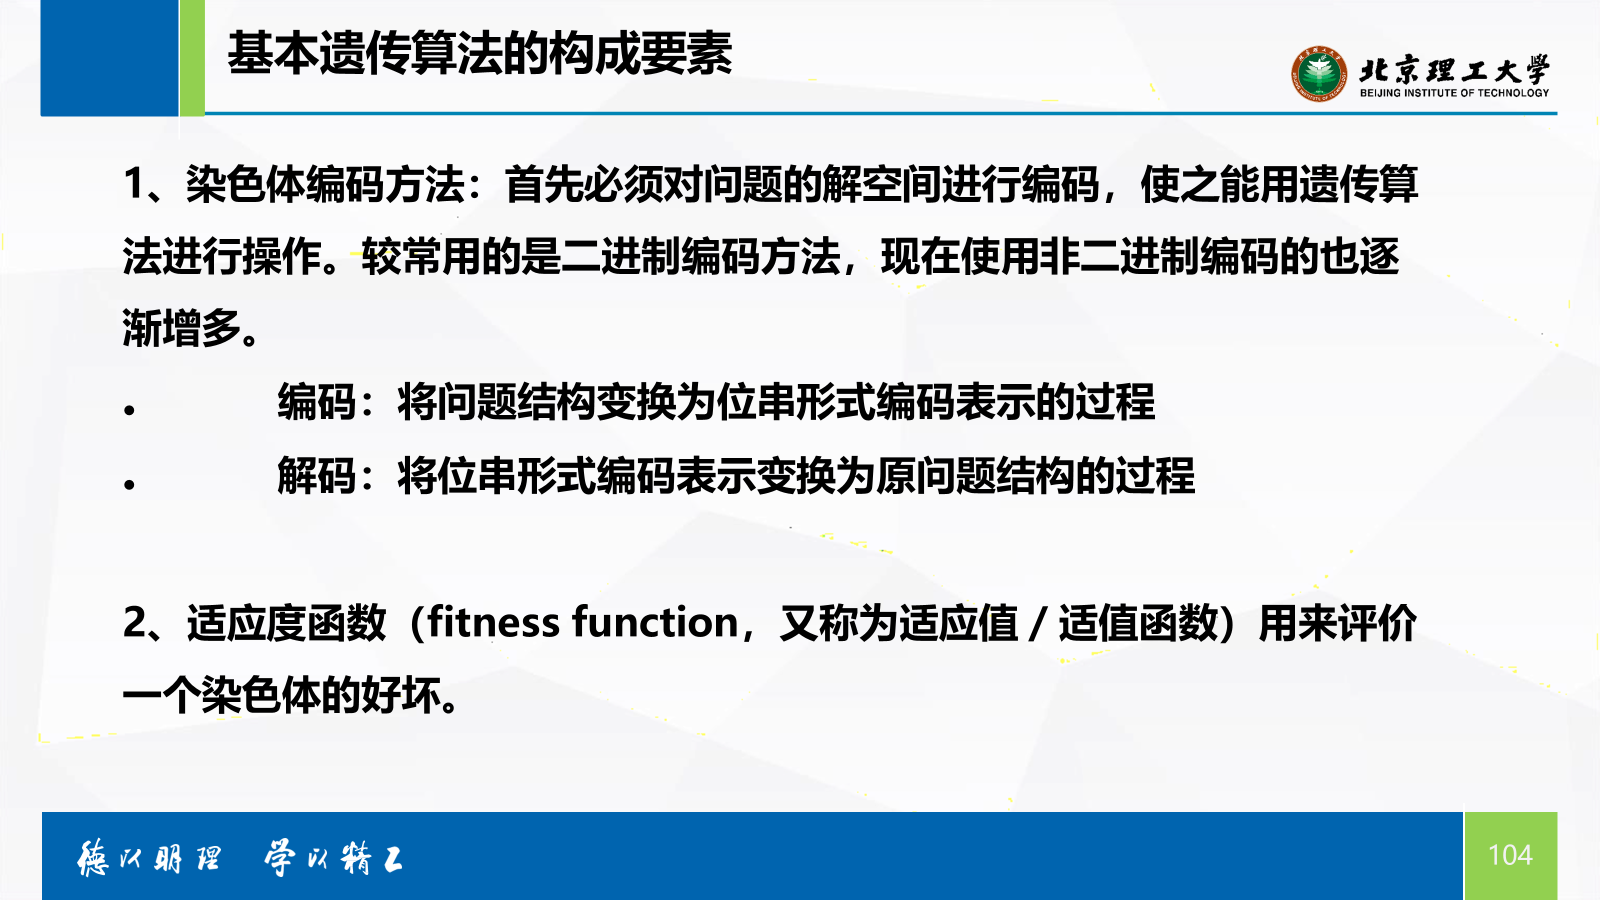 基本遗传算法的构成要素
北京理工大学
BEIJING INSTITUTE OF TECHNOLOGY
1、染色体编码方法：首先必须对问题的解空间进行编码，使之能用遗传算
法进行操作。较常用的是二进制编码方法，现在使用非二进制编码的也逐
渐增多。
• 编码：将问题结构变换为位串形式编码表示的过程
• 解码：将位串形式编码表示变换为原问题结构的过程
2、适应度函数（fitness function，又称为适应值 / 适值函数）用来评价
一个染色体的好坏。
德以明理 学以精工
104